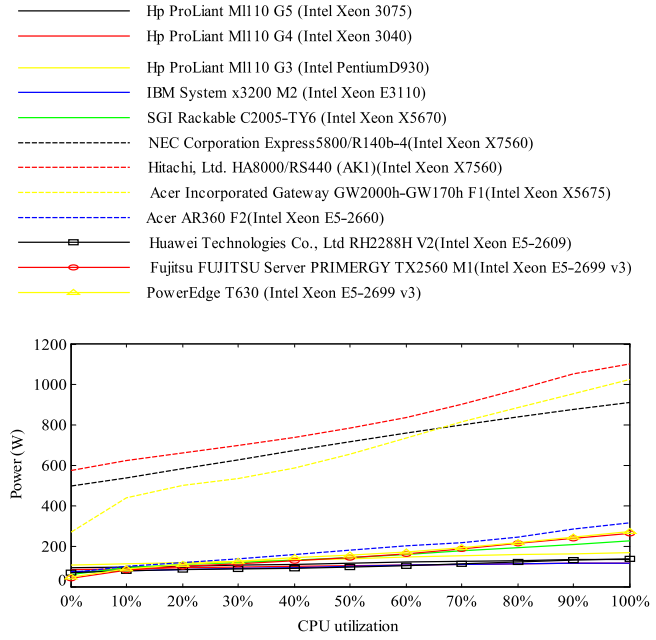 Hp ProLiant Ml110 G5 (Intel Xeon 3075)
Hp ProLiant Ml110 G4 (Intel Xeon 3040)
Hp ProLiant Ml110 G3 (Intel PentiumD930)
IBM System x3200 M2 (Intel Xeon E3110)
SGI Rackable C2005-TY6 (Intel Xeon X5670)
NEC Corporation Express5800/R140b-4(Intel Xeon X7560)
Hitachi, Ltd. HA8000/RS440 (AK1)(Intel Xeon X7560)
Acer Incorporated Gateway GW2000h-GW170h F1(Intel Xeon X5675)
Acer AR360 F2(Intel Xeon E5-2660)
Huawei Technologies Co., Ltd RH2288H V2(Intel Xeon E5-2609)
Fujitsu FUJITSU Server PRIMERGY TX2560 M1(Intel Xeon E5-2699 v3)
PowerEdge T630 (Intel Xeon E5-2699 v3)
1200
1000
800
600
400
200
0
Power (W)
0% 10% 20% 30% 40% 50% 60% 70% 80% 90% 100%
CPU utilization